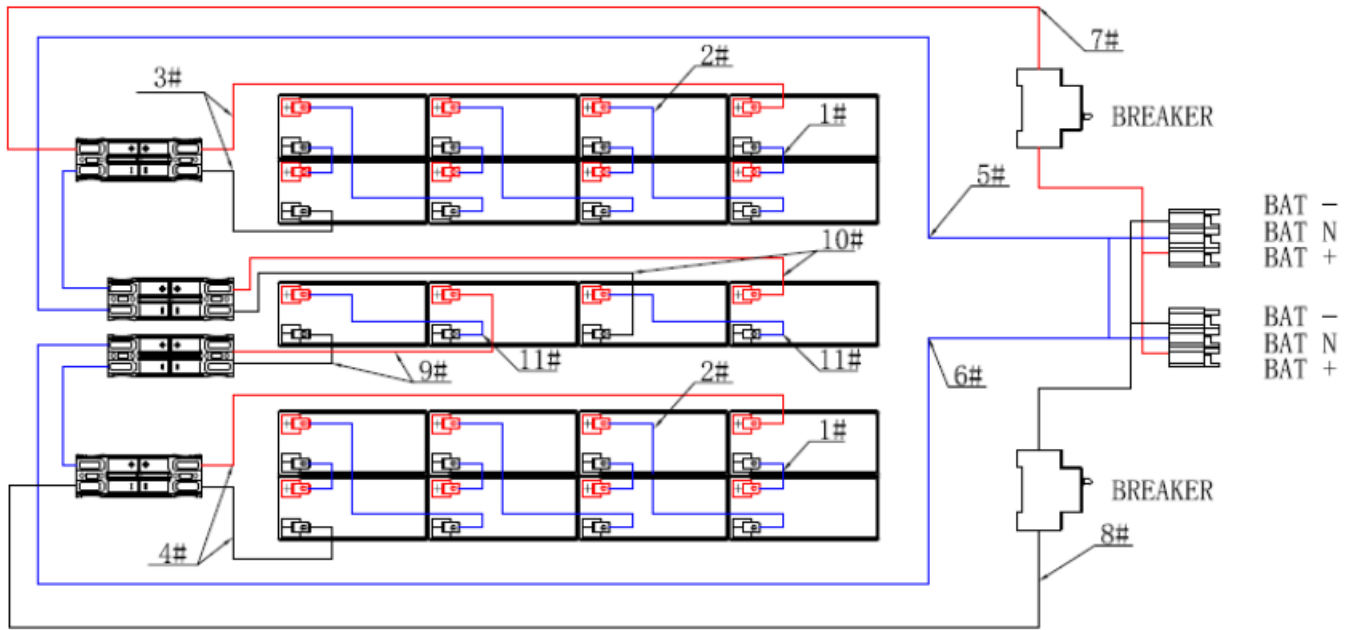 7#
2#
3#
1#
BREAKER
5#
BAT −
BAT N
BAT +
10#
BAT −
BAT N
BAT +
11#
11#
9#
6#
2#
1#
BREAKER
4#
8#